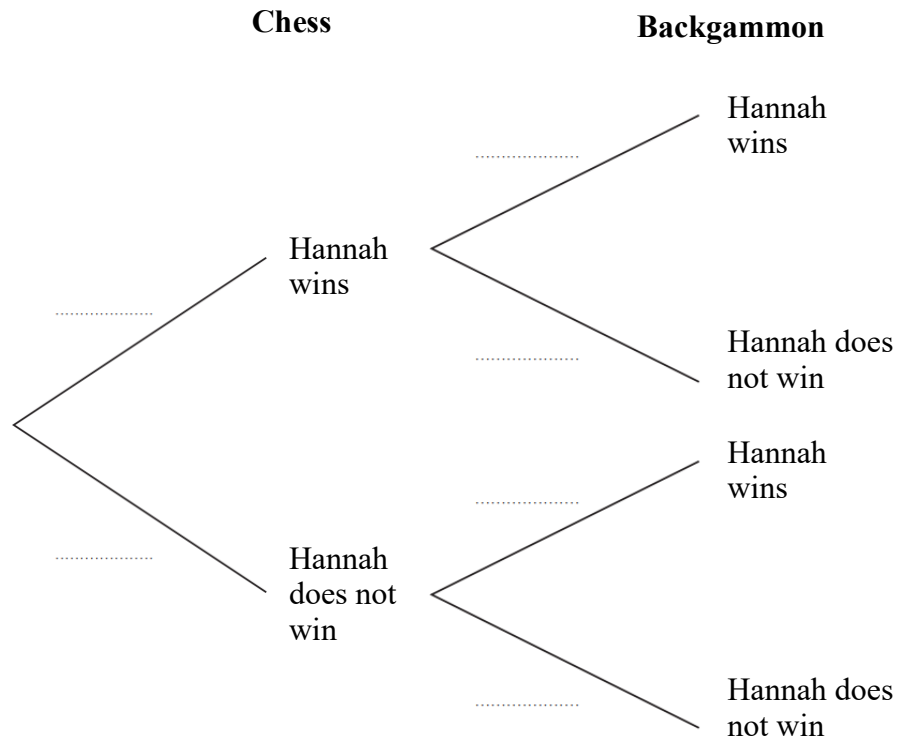 Chess
Backgammon
Hannah
wins
Hannah
wins
Hannah does
not win
Hannah
wins
Hannah
does not
win
Hannah does
not win